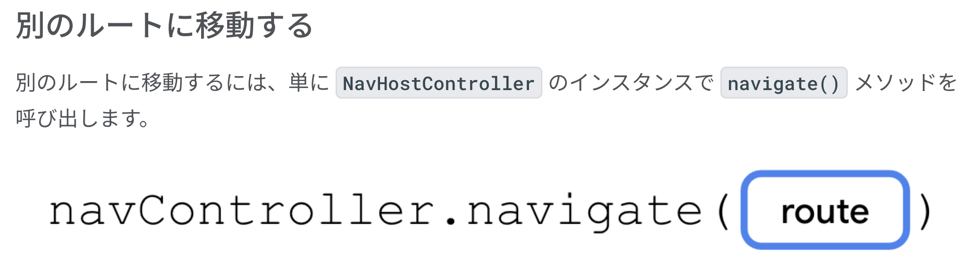 別のルートに移動する
別のルートに移動するには、単に NavHostController のインスタンスで navigate() メソッドを
呼び出します。
navController.navigate( route )